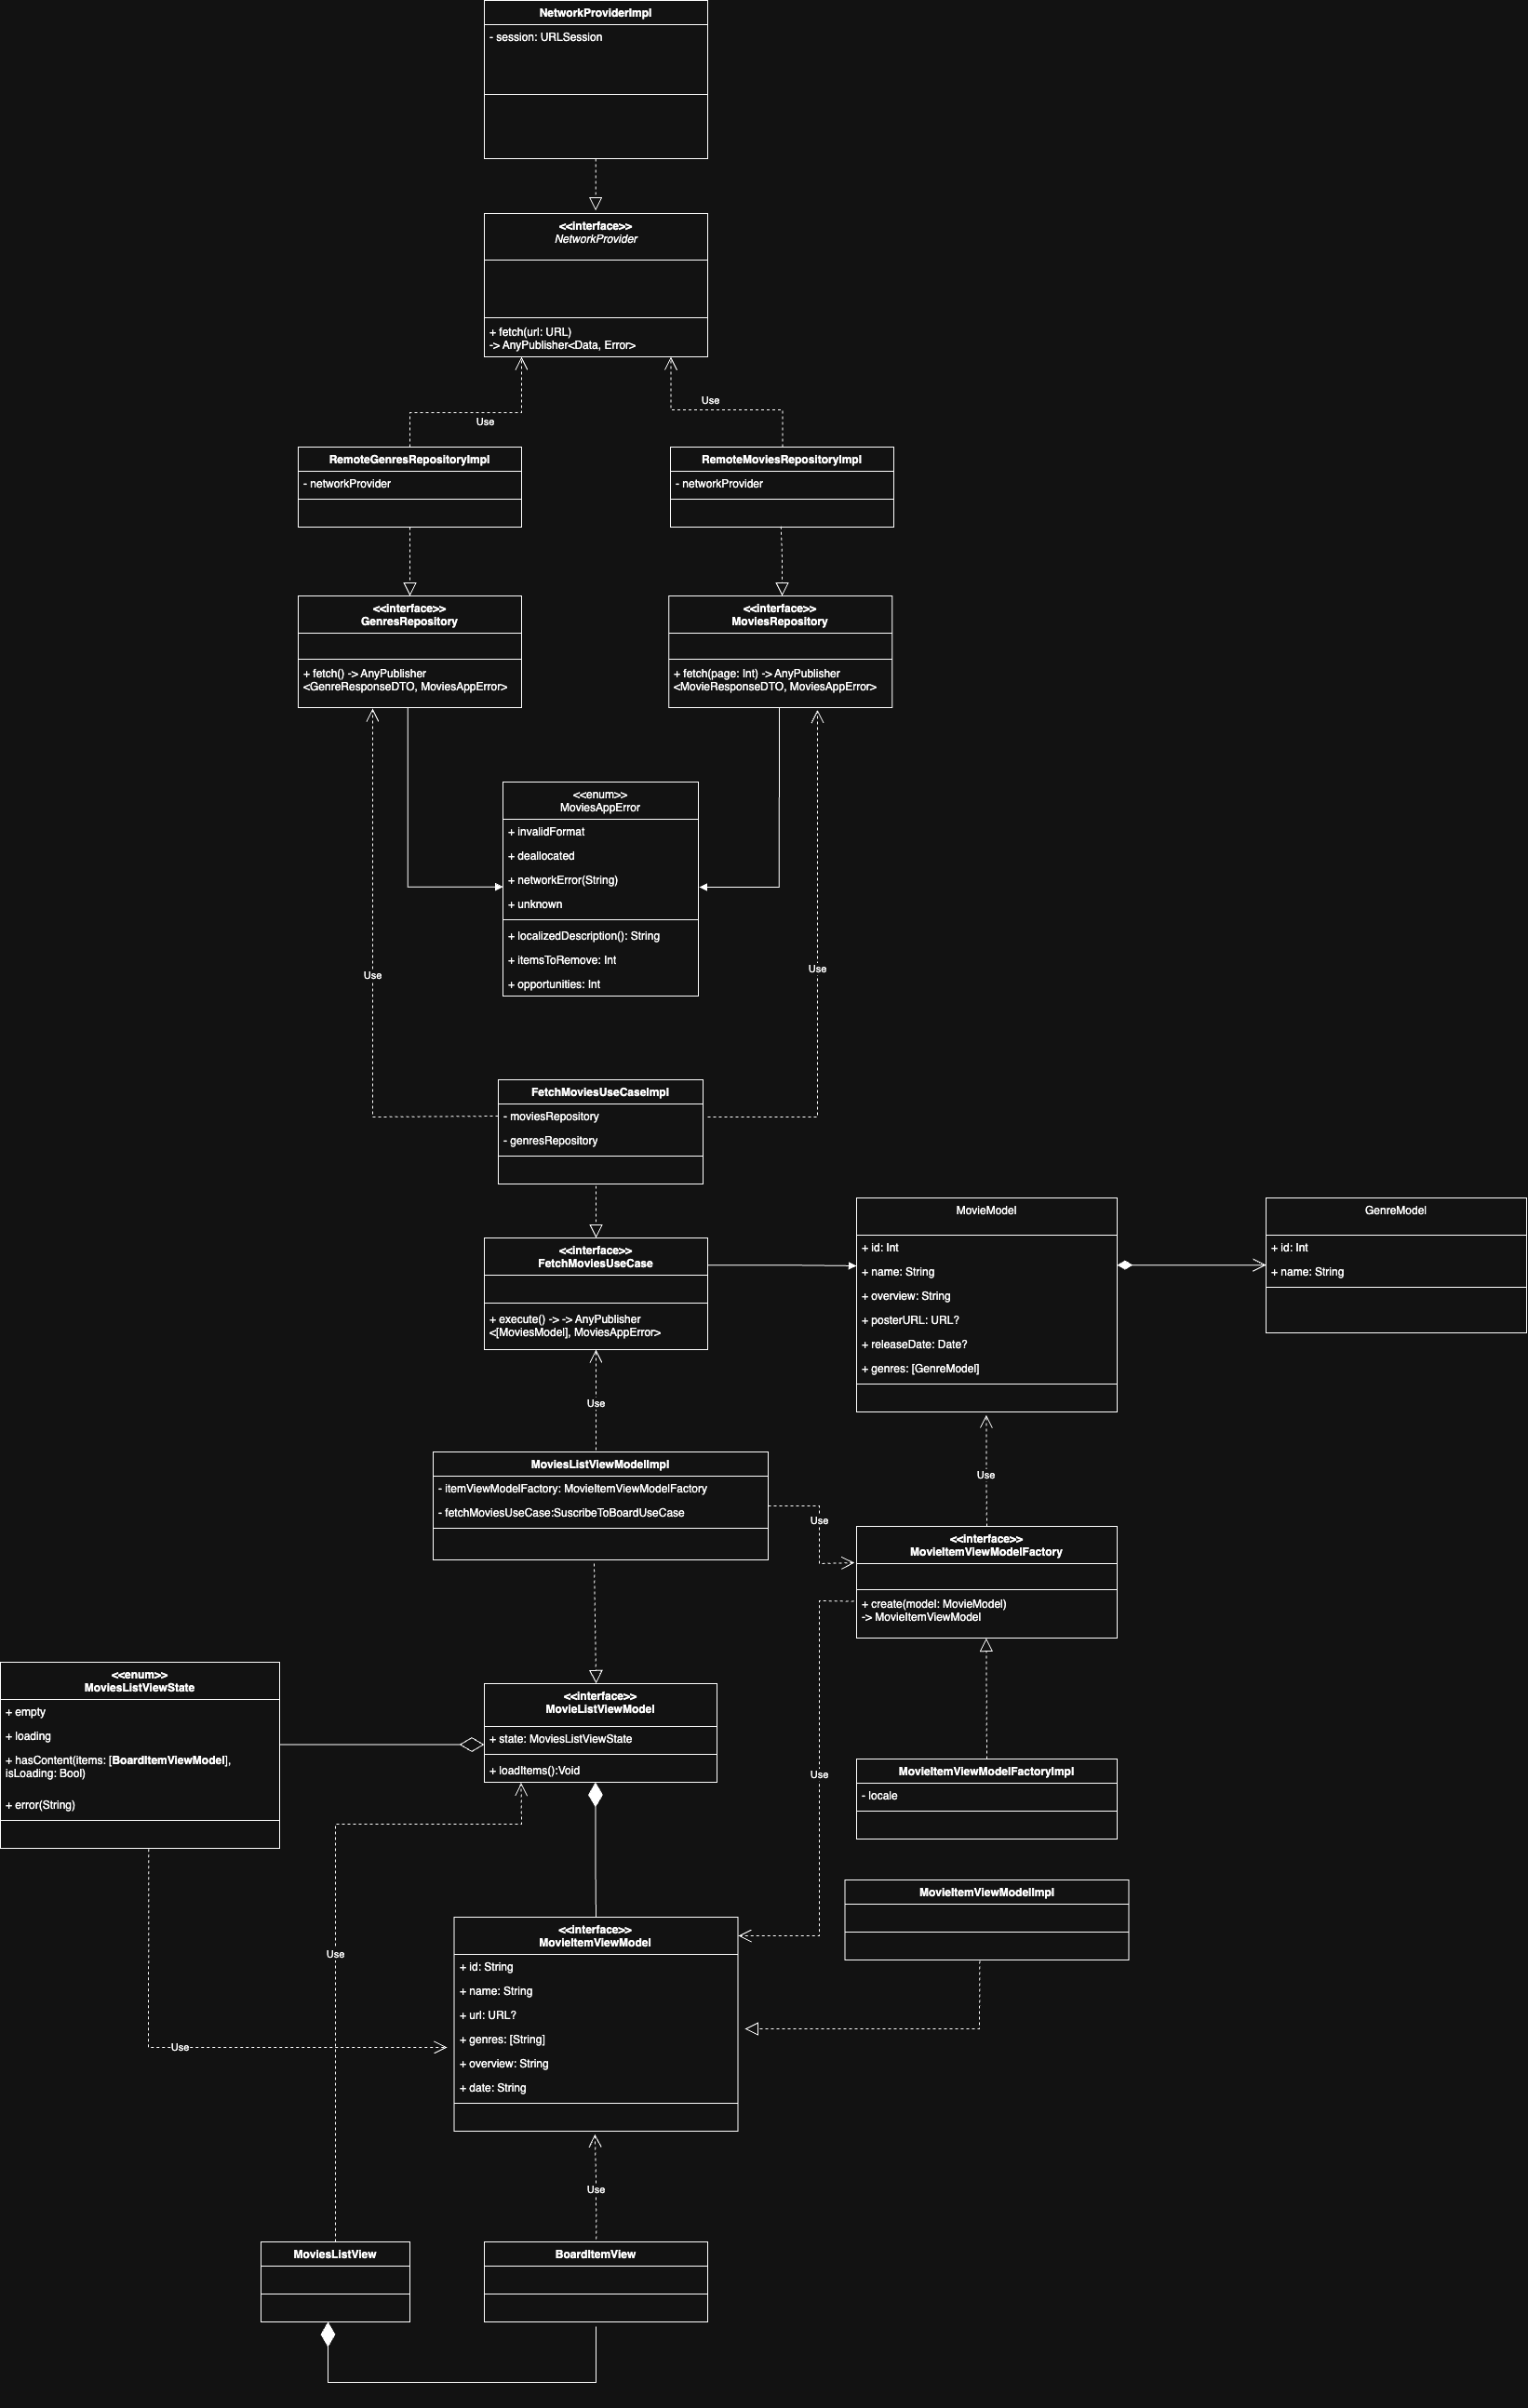 NetworkProviderImpl
- session: URLSession
<<interface>>
NetworkProvider
+ fetch(url: URL)
-> AnyPublisher<Data, Error>
Use
Use
RemoteGenresRepositoryImpl
- networkProvider
RemoteMoviesRepositoryImpl
- networkProvider
<<interface>>
GenresRepository
+ fetch() -> AnyPublisher
<GenreResponseDTO, MoviesAppError>
<<interface>>
MoviesRepository
+ fetch(page: Int) -> AnyPublisher
<MovieResponseDTO, MoviesAppError>
<<enum>>
MoviesAppError
+ invalidFormat
+ deallocated
+ networkError(String)
+ unknown
+ localizedDescription(): String
+ itemsToRemove: Int
+ opportunities: Int
Use
Use
FetchMoviesUseCaseImpl
- moviesRepository
- genresRepository
<<interface>>
FetchMoviesUseCase
+ execute() -> -> AnyPublisher
<[MoviesModel], MoviesAppError>
MovieModel
+ id: Int
+ name: String
+ overview: String
+ posterURL: URL?
+ releaseDate: Date?
+ genres: [GenreModel]
GenreModel
+ id: Int
+ name: String
Use
Use
MoviesListViewModelImpl
- itemViewModelFactory: MovieItemViewModelFactory
- fetchMoviesUseCase:SuscribeToBoardUseCase
Use
<<interface>>
MovieItemViewModelFactory
+ create(model: MovieModel)
-> MovieItemViewModel
<<enum>>
MoviesListViewState
+ empty
+ loading
+ hasContent(items: [BoardItemViewModel],
isLoading: Bool)
+ error(String)
<<interface>>
MovieListViewModel
+ state: MoviesListViewState
+ loadItems():Void
Use
MovieItemViewModelFactoryImpl
- locale
MovieItemViewModelImpl
<<interface>>
MovieItemViewModel
+ id: String
+ name: String
+ url: URL?
+ genres: [String]
+ overview: String
+ date: String
Use
Use
Use
MoviesListView
BoardItemView